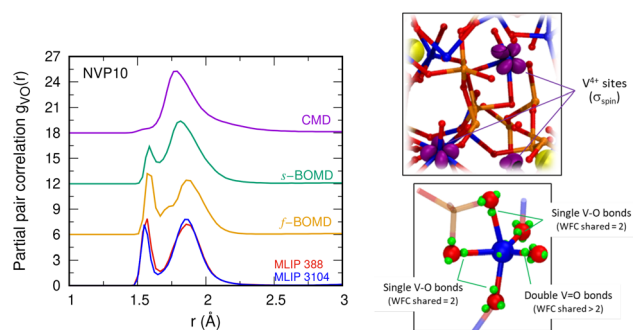 Partial pair correlation gVO(r)
27
24
21
18
15
12
9
6
3
0
NVP10
CMD
s-BOMD
f-BOMD
MLIP 388
MLIP 3104
1 1.5 2 2.5 3
r (Å)
V4+ sites
(σspin)
Single V-O bonds
(WFC shared = 2)
Single V-O bonds
(WFC shared = 2)
Double V=O bonds
(WFC shared > 2)